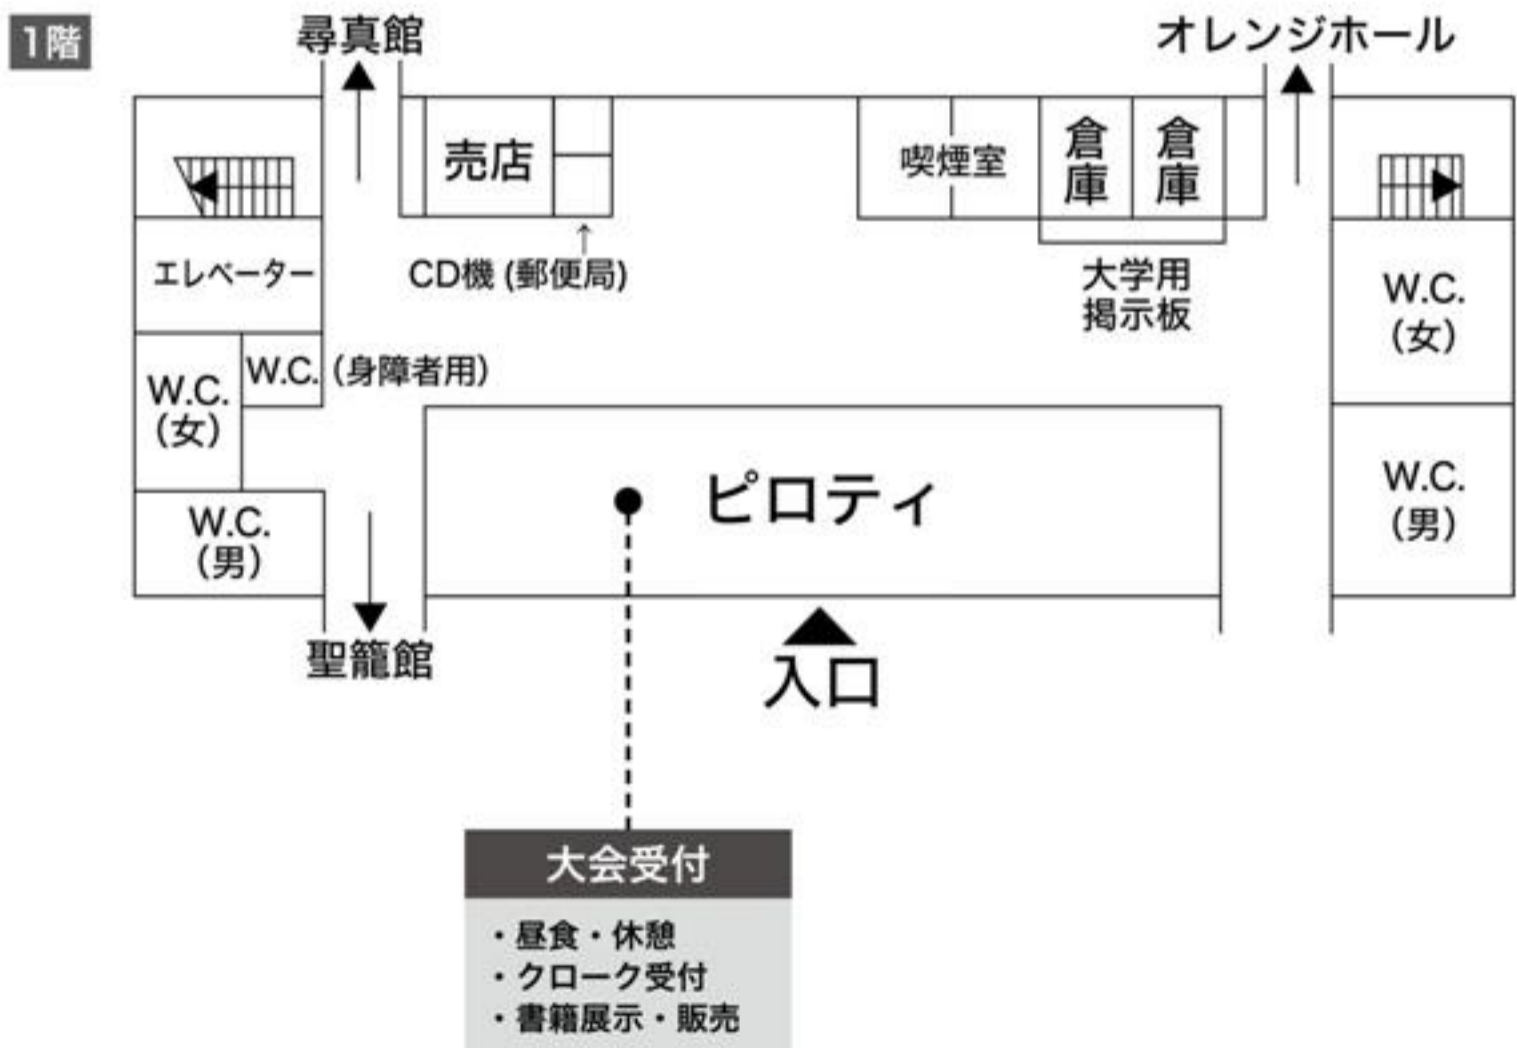 1階
尋真館
オレンジホール
売店
喫煙室
倉庫
倉庫
エレベーター
CD機 (郵便局)
↑
大学用
掲示板
W.C.
(女)
W.C. (身障者用)
W.C.
(女)
W.C.
(男)
ピロティ
W.C.
(男)
聖籠館
入口
大会受付
・昼食・休憩
・クローク受付
・書籍展示・販売